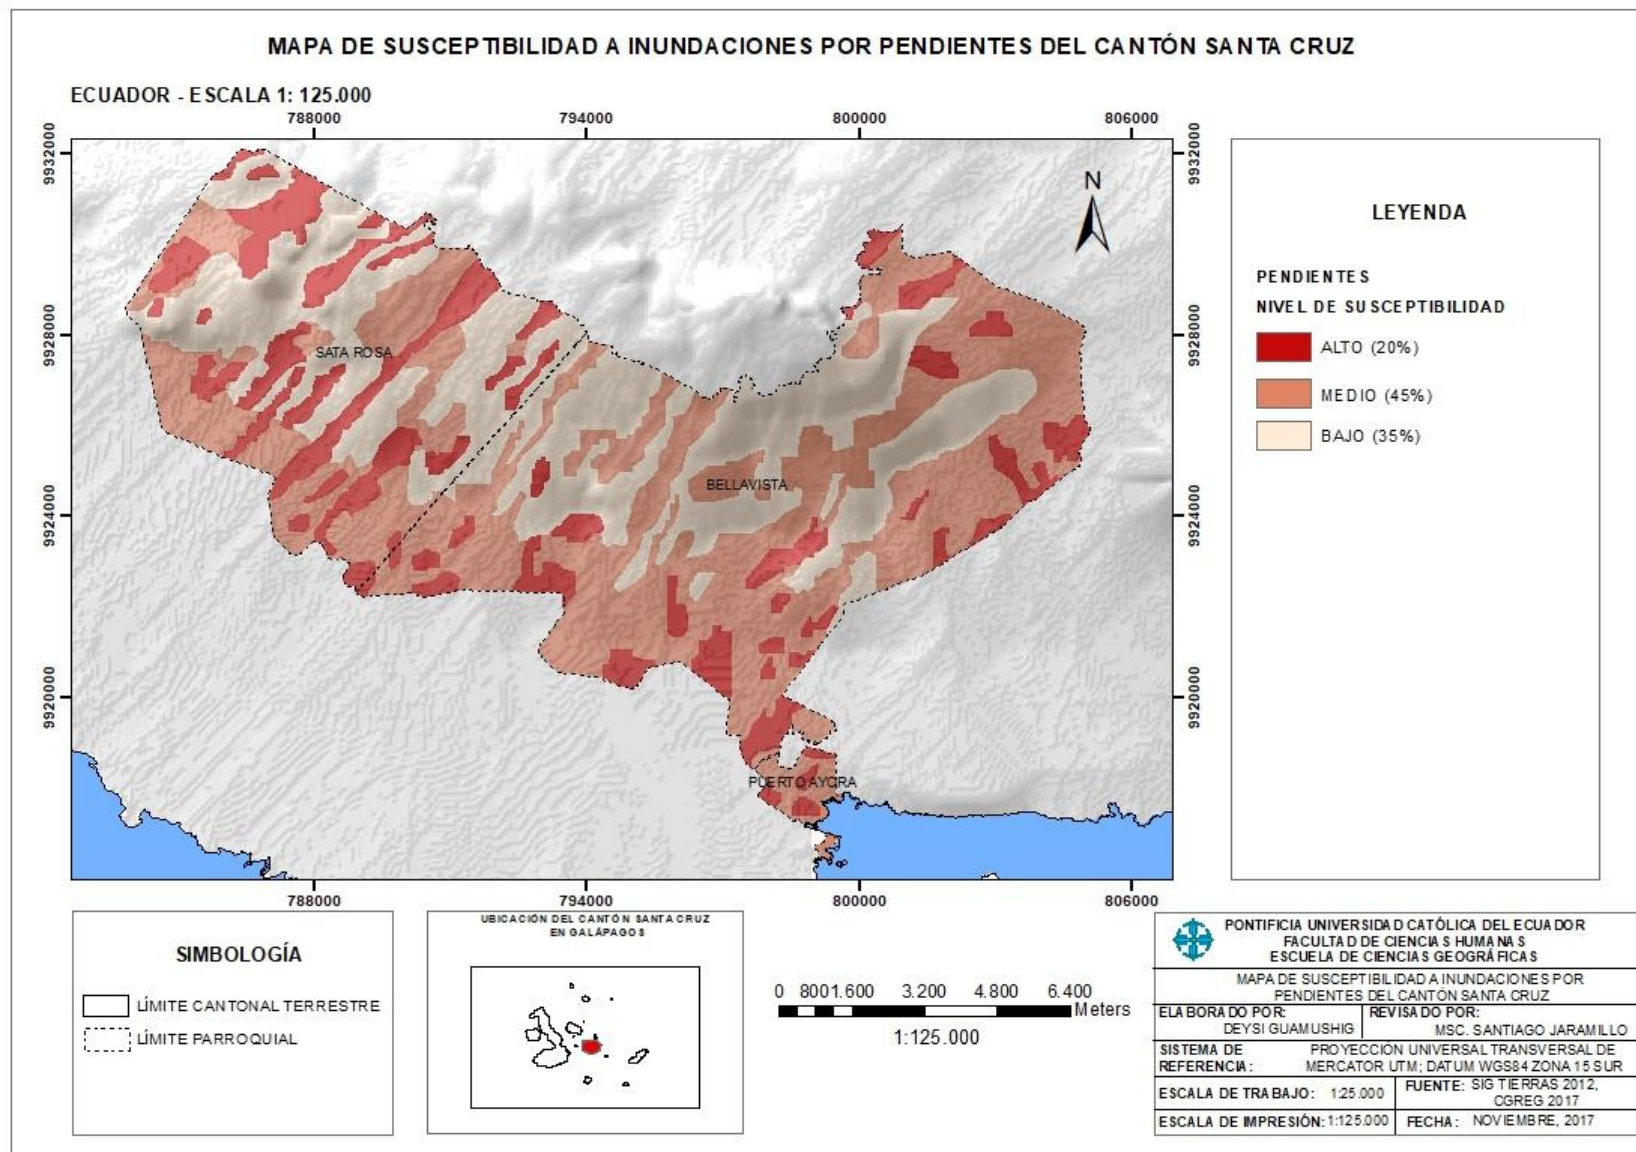 MAPA DE SUSCEPTIBILIDAD A INUNDACIONES POR PENDIENTES DEL CANTÓN SANTA CRUZ
ECUADOR - ESCALA 1: 125.000
788000 794000 800000 806000
9932000 9932000
N
9928000 9928000
SATA ROSA
BELLAVISTA
9924000 9924000
9920000 9920000
PUERTO AYORA
788000 794000 800000 806000
LEYENDA
PENDIENTES
NIVEL DE SUSCEPTIBILIDAD
ALTO (20%)
MEDIO (45%)
BAJO (35%)
SIMBOLOGÍA
LÍMITE CANTONAL TERRESTRE
LÍMITE PARROQUIAL
UBICACIÓN DEL CANTÓN SANTA CRUZ
EN GALÁPAGOS
0 800 1.600 3.200 4.800 6.400
Meters
1:125.000
PONTIFICIA UNIVERSIDAD CATÓLICA DEL ECUADOR
FACULTAD DE CIENCIAS HUMANAS
ESCUELA DE CIENCIAS GEOGRÁFICAS
MAPA DE SUSCEPTIBILIDAD A INUNDACIONES POR
PENDIENTES DEL CANTÓN SANTA CRUZ
ELABORADO POR:
DEYSI GUAMUSHIG
REVISADO POR:
MSC. SANTIAGO JARAMILLO
SISTEMA DE
REFERENCIA:
PROYECCIÓN UNIVERSAL TRANSVERSAL DE
MERCATOR UTM; DATUM WGS84 ZONA 15 SUR
ESCALA DE TRABAJO: 1:25.000
FUENTE: SIG TIERRAS 2012,
CGREG 2017
ESCALA DE IMPRESIÓN: 1:125.000
FECHA: NOVIEMBRE, 2017